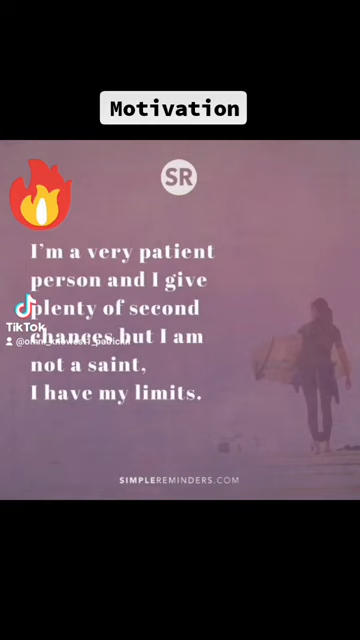 Motivation
SR
I'm a very patient
person and I give
plenty of second
chances but I am
not a saint,
I have my limits.
TikTok
SIMPLEREMINDERS.COM